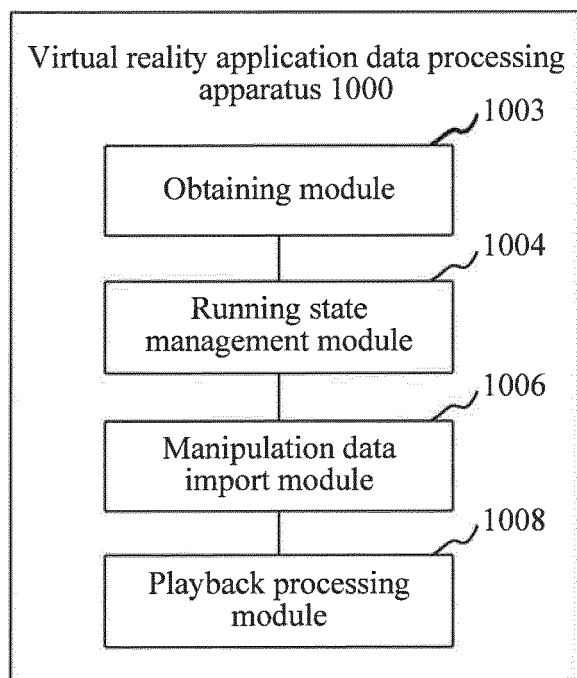 Virtual reality application data processing
apparatus 1000
1003
Obtaining module
1004
Running state
management module
1006
Manipulation data
import module
1008
Playback processing
module